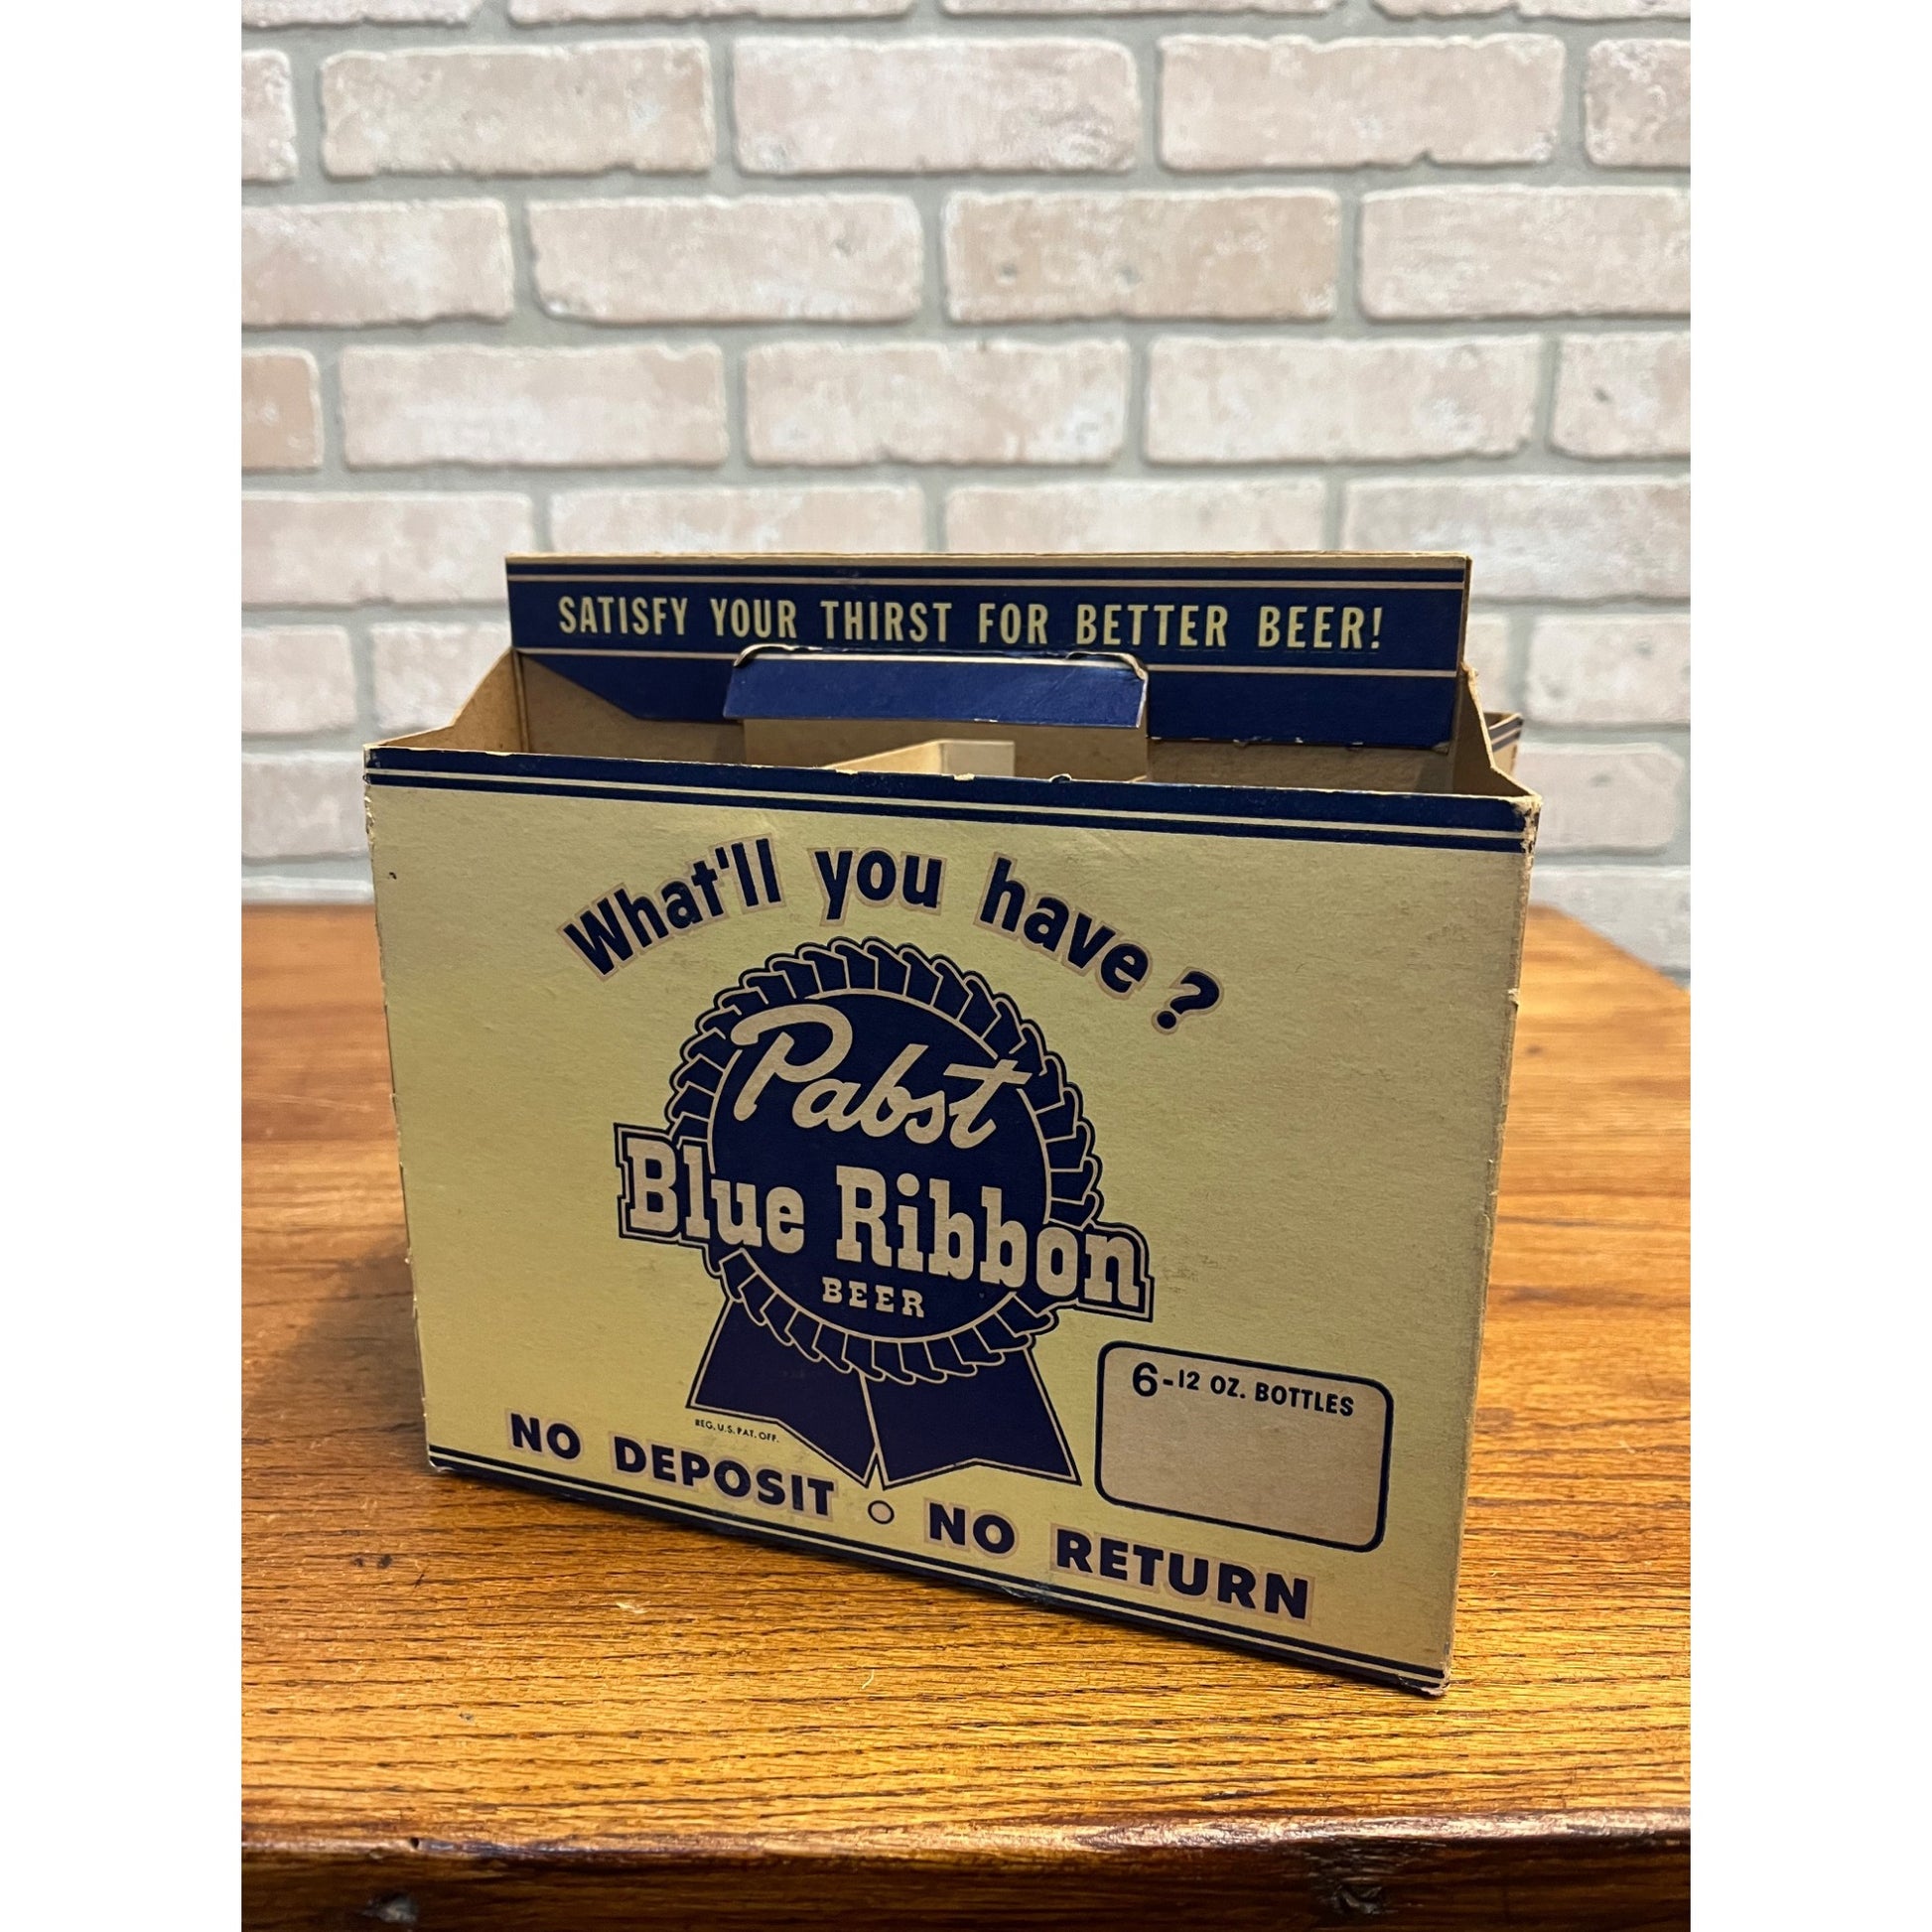 SATISFY YOUR THIRST FOR BETTER BEER!
What'll you have?
Pabst
Blue Ribbon
BEER
REG. U.S. PAT. OFF.
6-12 OZ. BOTTLES
NO DEPOSIT O NO RETURN